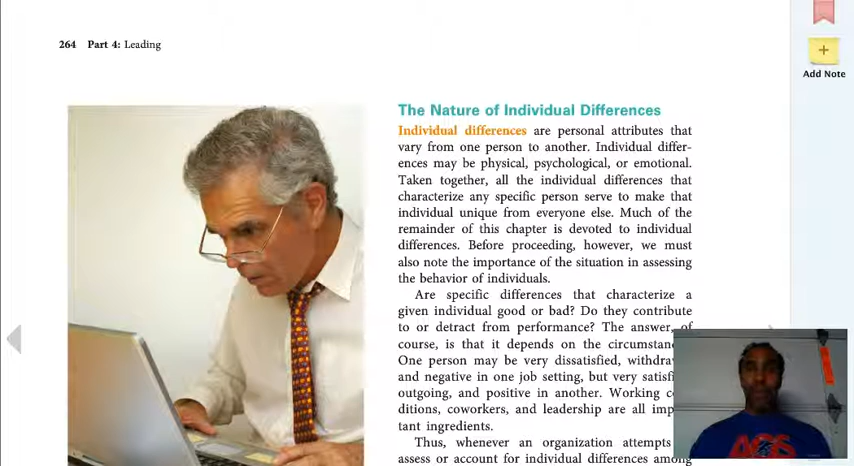 264 Part 4: Leading
Add Note
The Nature of Individual Differences
Individual differences are personal attributes that
vary from one person to another. Individual differ-
ences may be physical, psychological, or emotional.
Taken together, all the individual differences that
characterize any specific person serve to make that
individual unique from everyone else. Much of the
remainder of this chapter is devoted to individual
differences. Before proceeding, however, we must
also note the importance of the situation in assessing
the behavior of individuals.
Are specific differences that characterize a
given individual good or bad? Do they contribute
to or detract from performance? The answer, of
course, is that it depends on the circumstan
One person may be very dissatisfied, withdra
and negative in one job setting, but very satisf
outgoing, and positive in another. Working c
ditions, coworkers, and leadership are all imp
tant ingredients.
Thus, whenever an organization attempts
assess or account for individual differences among